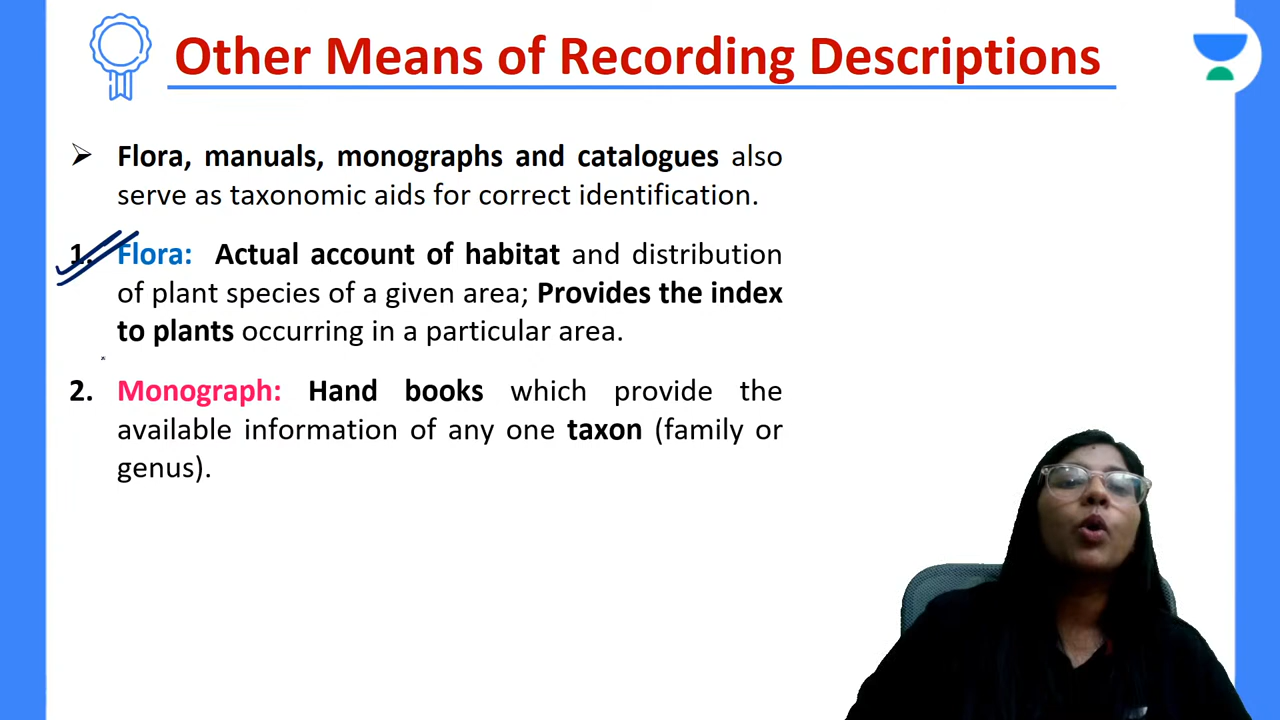 Other Means of Recording Descriptions
Flora, manuals, monographs and catalogues also
serve as taxonomic aids for correct identification.
1. Flora: Actual account of habitat and distribution
of plant species of a given area; Provides the index
to plants occurring in a particular area.
2. Monograph: Hand books which provide the
available information of any one taxon (family or
genus).